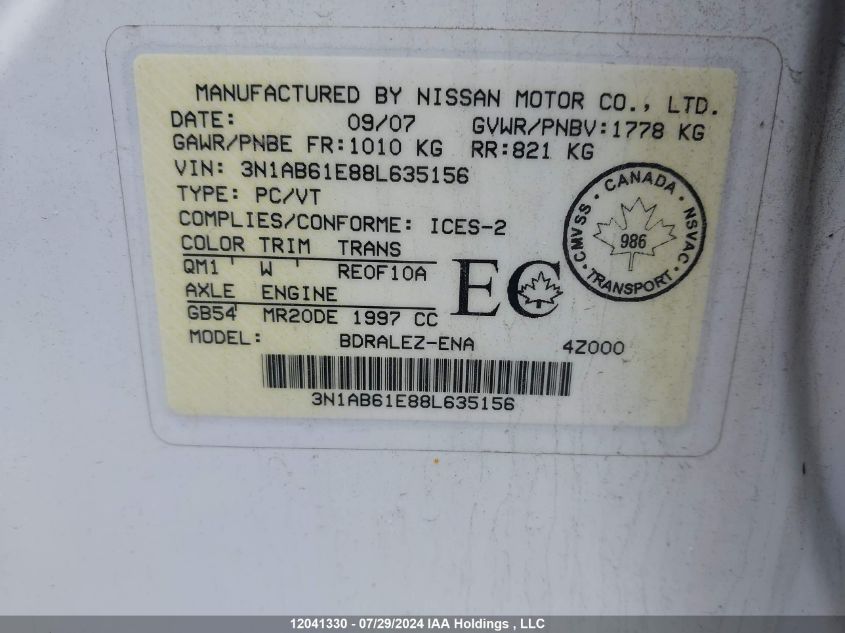 MANUFACTURED BY NISSAN MOTOR CO., LTD.
DATE: 09/07 GVWR/PNBV:1778 KG
GAWR/PNBE FR:1010 KG RR:821 KG
VIN: 3N1AB61E88L635156
TYPE: PC/VT
COMPLIES/CONFORME: ICES-2
COLOR TRIM TRANS
QM1 W RE0F10A
AXLE ENGINE
GB54 MR20DE 1997 CC
EC
CANADA
CMVSS NSVAC
986
TRANSPORT
MODEL: BDRALEZ-ENA 4Z000
3N1AB61E88L635156
12041330 - 07/29/2024 IAA Holdings , LLC